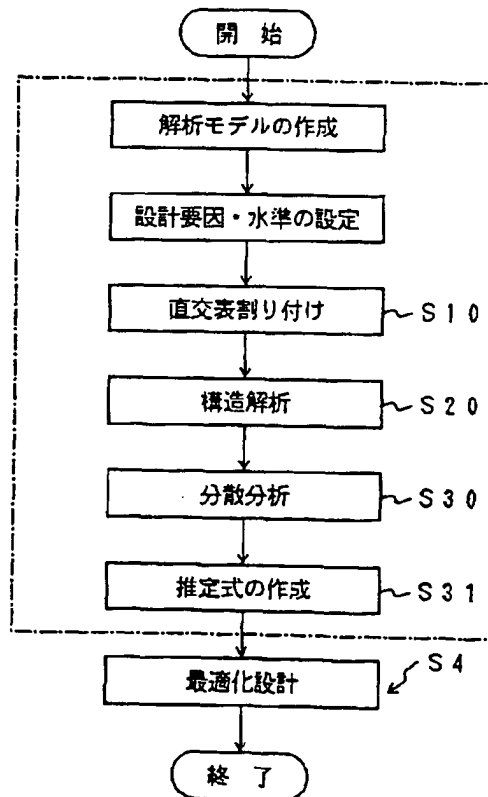 開 始
解析モデルの作成
設計要因・水準の設定
直交表割り付け
S10
構造解析
S20
分散分析
S30
推定式の作成
S31
最適化設計
S4
終 了